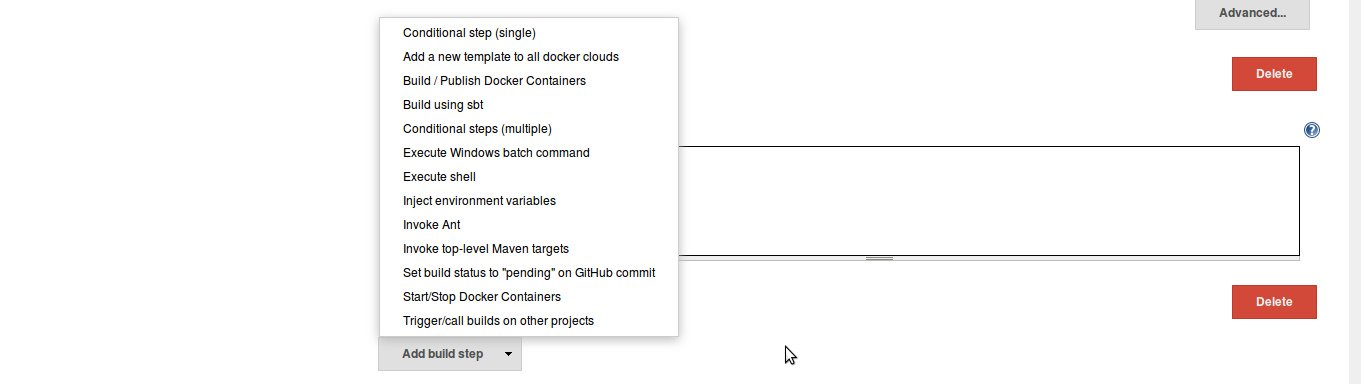 Advanced...
Conditional step (single)
Add a new template to all docker clouds
Build / Publish Docker Containers
Build using sbt
Conditional steps (multiple)
Execute Windows batch command
Execute shell
Inject environment variables
Invoke Ant
Invoke top-level Maven targets
Set build status to "pending" on GitHub commit
Start/Stop Docker Containers
Trigger/call builds on other projects
Delete
?
Delete
Add build step